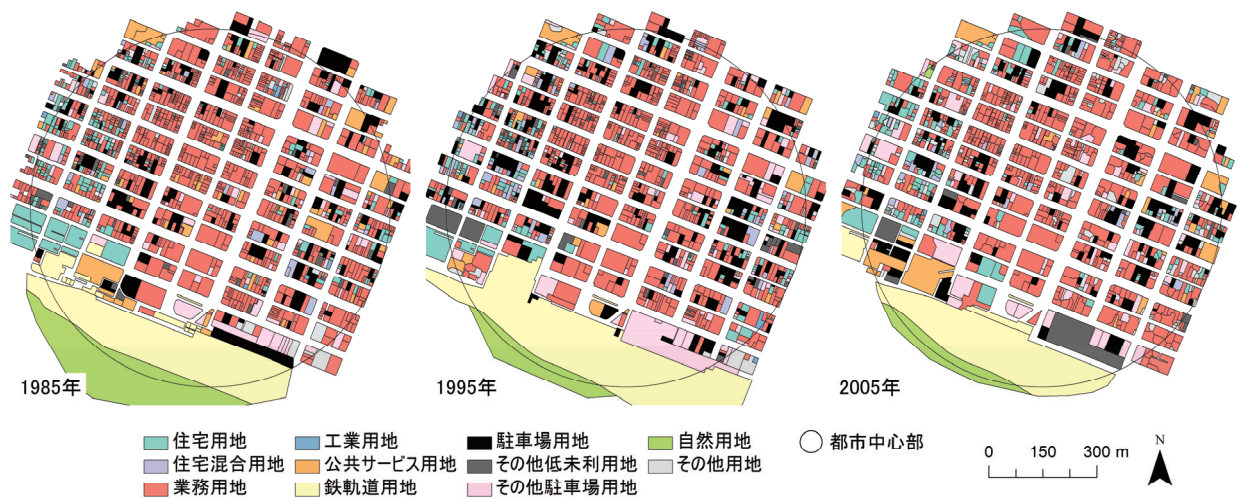 1985年
1995年
2005年
住宅用地
工業用地
駐車場用地
自然用地
都市中心部
住宅混合用地
公共サービス用地
その他低未利用地
その他用地
業務用地
鉄軌道用地
その他駐車場用地
0 150 300 m
N